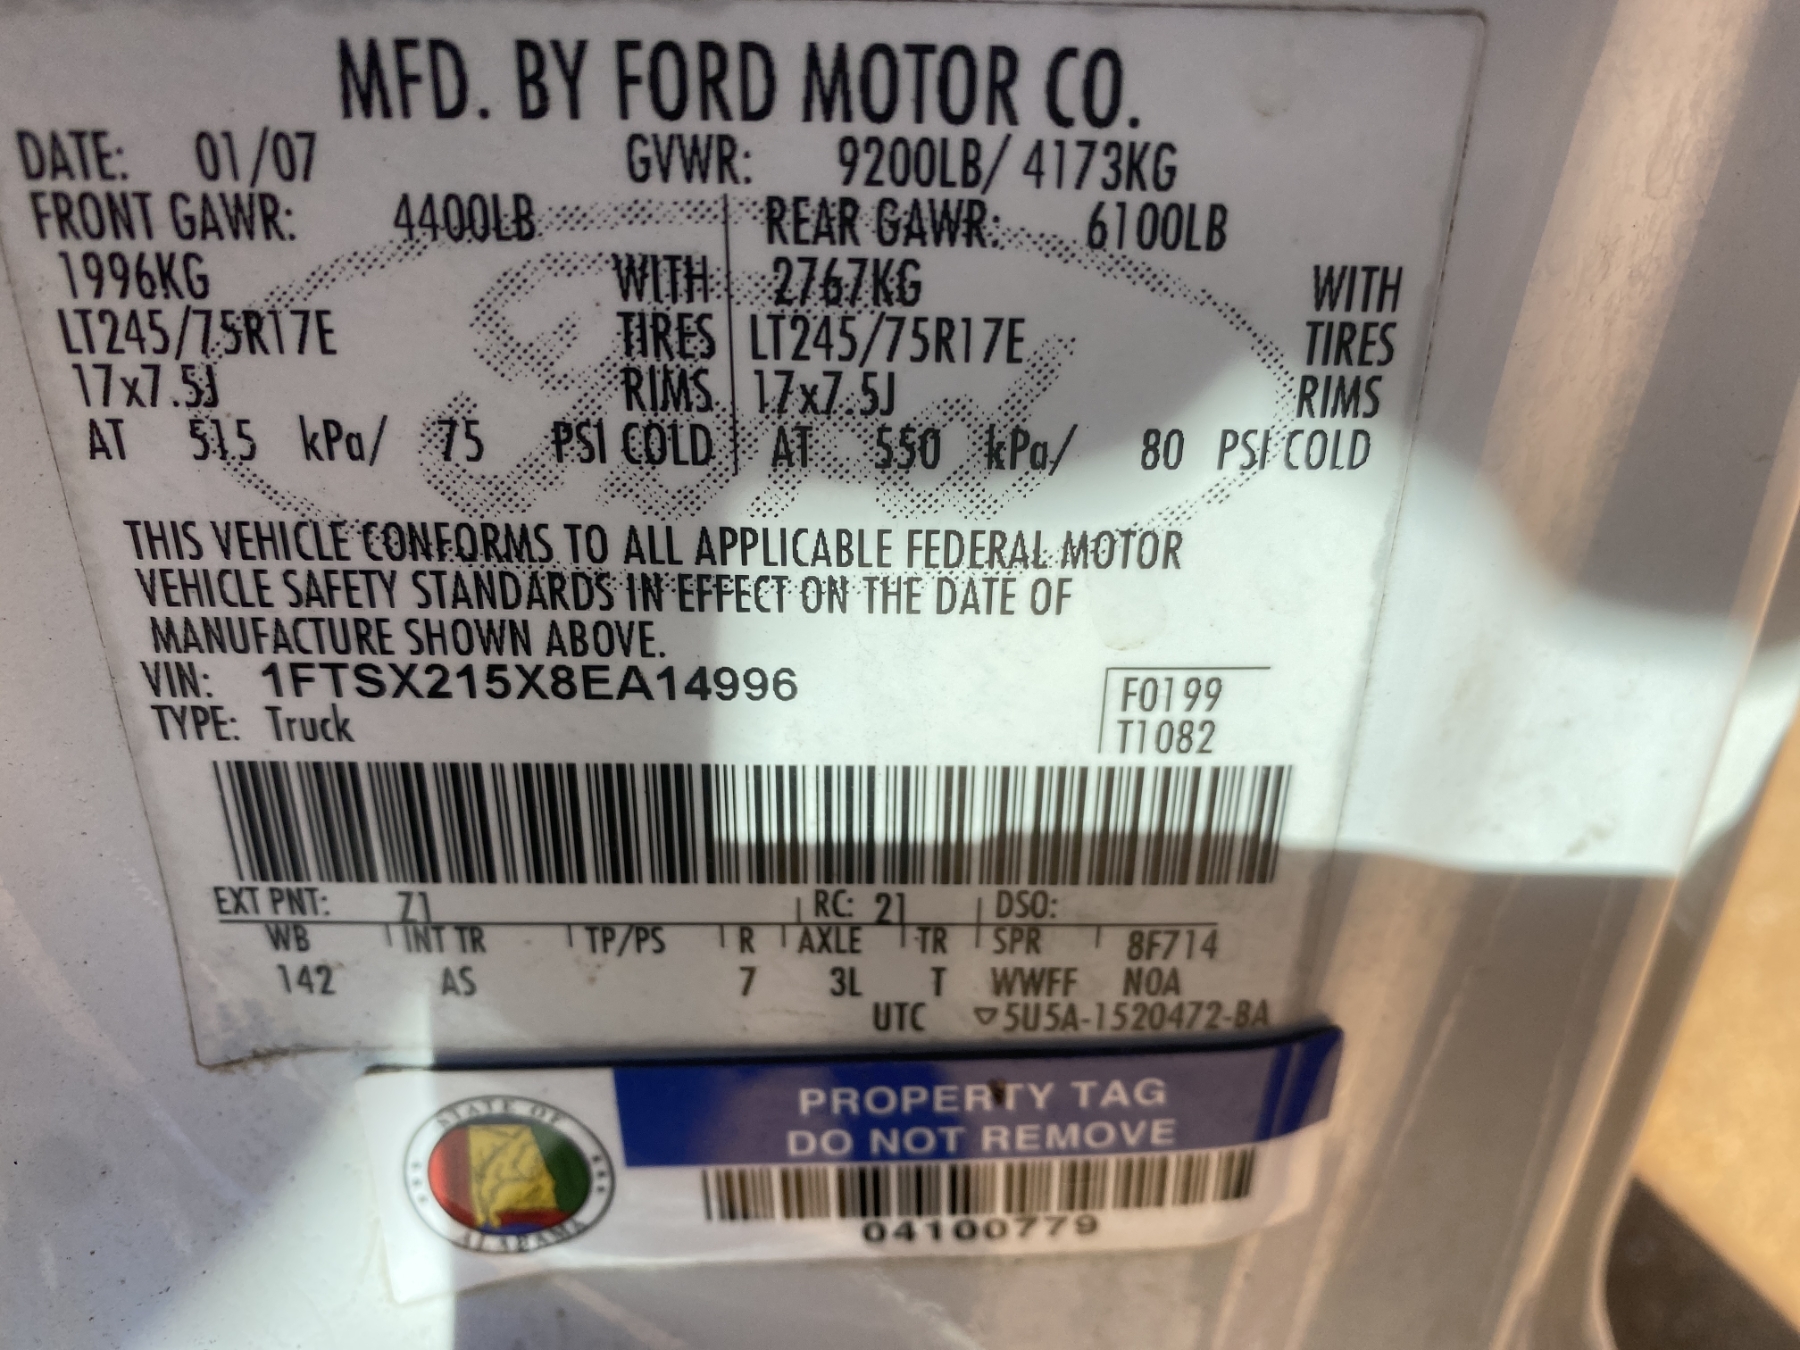 MFD. BY FORD MOTOR CO.
DATE: 01/07 GVWR: 9200LB/ 4173KG
FRONT GAWR: 4400LB REAR GAWR: 6100LB
1996KG WITH 2767KG WITH
LT245/75R17E TIRES LT245/75R17E TIRES
17x7.5J RIMS 17x7.5J RIMS
AT 515 kPa/ 75 PSI COLD AT 550 kPa/ 80 PSI COLD
Ford
THIS VEHICLE CONFORMS TO ALL APPLICABLE FEDERAL MOTOR
VEHICLE SAFETY STANDARDS IN EFFECT ON THE DATE OF
MANUFACTURE SHOWN ABOVE.
VIN: 1FTSX215X8EA14996 F0199
TYPE: Truck T1082
EXT PNT: Z1 RC: 21 DSO:
WB INT TR TP/PS R AXLE TR SPR 8F714
142 AS 7 3L T WWFF NOA
UTC ▽5U5A-1520472-BA
PROPERTY TAG
DO NOT REMOVE
STATE OF
ALABAMA
04100779